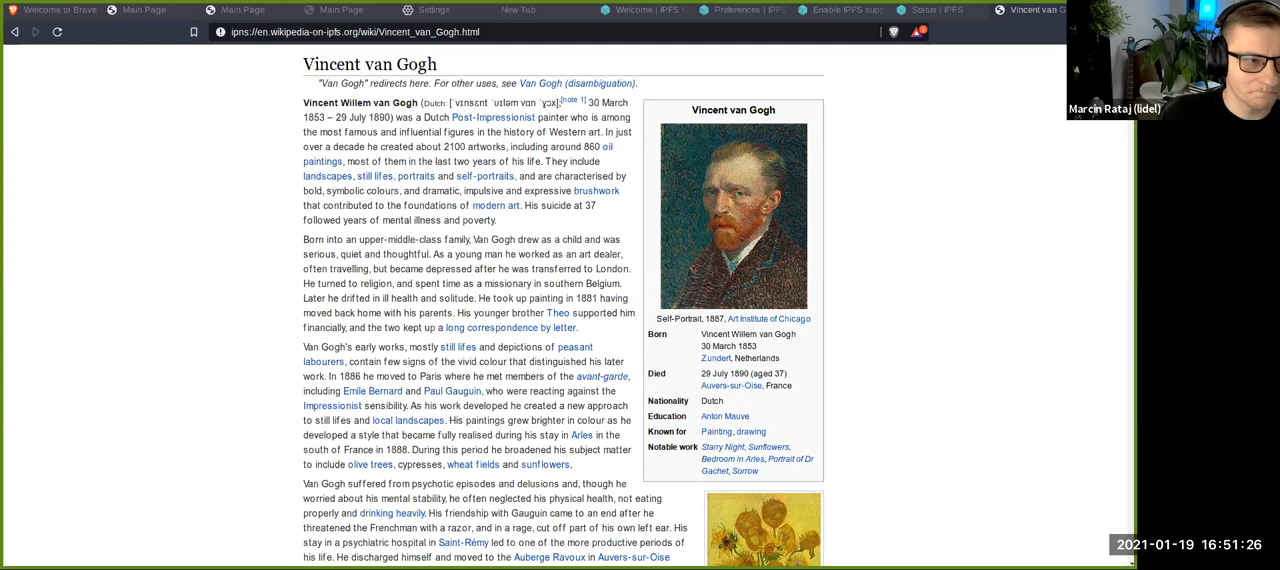 Welcome to Brave
Main Page
Main Page
Main Page
Settings
New Tab
Welcome | IPFS
Preferences | IPFS
Enable IPFS supp
Status | IPFS
Vincent van G
ipns://en.wikipedia-on-ipfs.org/wiki/Vincent_van_Gogh.html
Marcin Rataj (lidel)
Vincent van Gogh
"Van Gogh" redirects here. For other uses, see Van Gogh (disambiguation).
Vincent Willem van Gogh (Dutch: [ˈvɪnsɛnt ˈʋɪləm vɑn ˈɣɔx];[note 1] 30 March
1853 – 29 July 1890) was a Dutch Post-Impressionist painter who is among
the most famous and influential figures in the history of Western art. In just
over a decade he created about 2100 artworks, including around 860 oil
paintings, most of them in the last two years of his life. They include
landscapes, still lifes, portraits and self-portraits, and are characterised by
bold, symbolic colours, and dramatic, impulsive and expressive brushwork
that contributed to the foundations of modern art. His suicide at 37
followed years of mental illness and poverty.
Born into an upper-middle-class family, Van Gogh drew as a child and was
serious, quiet and thoughtful. As a young man he worked as an art dealer,
often travelling, but became depressed after he was transferred to London.
He turned to religion, and spent time as a missionary in southern Belgium.
Later he drifted in ill health and solitude. He took up painting in 1881 having
moved back home with his parents. His younger brother Theo supported him
financially, and the two kept up a long correspondence by letter.
Van Gogh's early works, mostly still lifes and depictions of peasant
labourers, contain few signs of the vivid colour that distinguished his later
work. In 1886 he moved to Paris where he met members of the avant-garde,
including Emile Bernard and Paul Gauguin, who were reacting against the
Impressionist sensibility. As his work developed he created a new approach
to still lifes and local landscapes. His paintings grew brighter in colour as he
developed a style that became fully realised during his stay in Arles in the
south of France in 1888. During this period he broadened his subject matter
to include olive trees, cypresses, wheat fields and sunflowers.
Van Gogh suffered from psychotic episodes and delusions and, though he
worried about his mental stability, he often neglected his physical health, not eating
properly and drinking heavily. His friendship with Gauguin came to an end after he
threatened the Frenchman with a razor, and in a rage, cut off part of his own left ear. His
stay in a psychiatric hospital in Saint-Rémy led to one of the more productive periods of
his life. He discharged himself and moved to the Auberge Ravoux in Auvers-sur-Oise
Vincent van Gogh
Self-Portrait, 1887, Art Institute of Chicago
Born Vincent Willem van Gogh
30 March 1853
Zundert, Netherlands
Died 29 July 1890 (aged 37)
Auvers-sur-Oise, France
Nationality Dutch
Education Anton Mauve
Known for Painting, drawing
Notable work Starry Night, Sunflowers,
Bedroom in Arles, Portrait of Dr
Gachet, Sorrow
2021-01-19 16:51:26